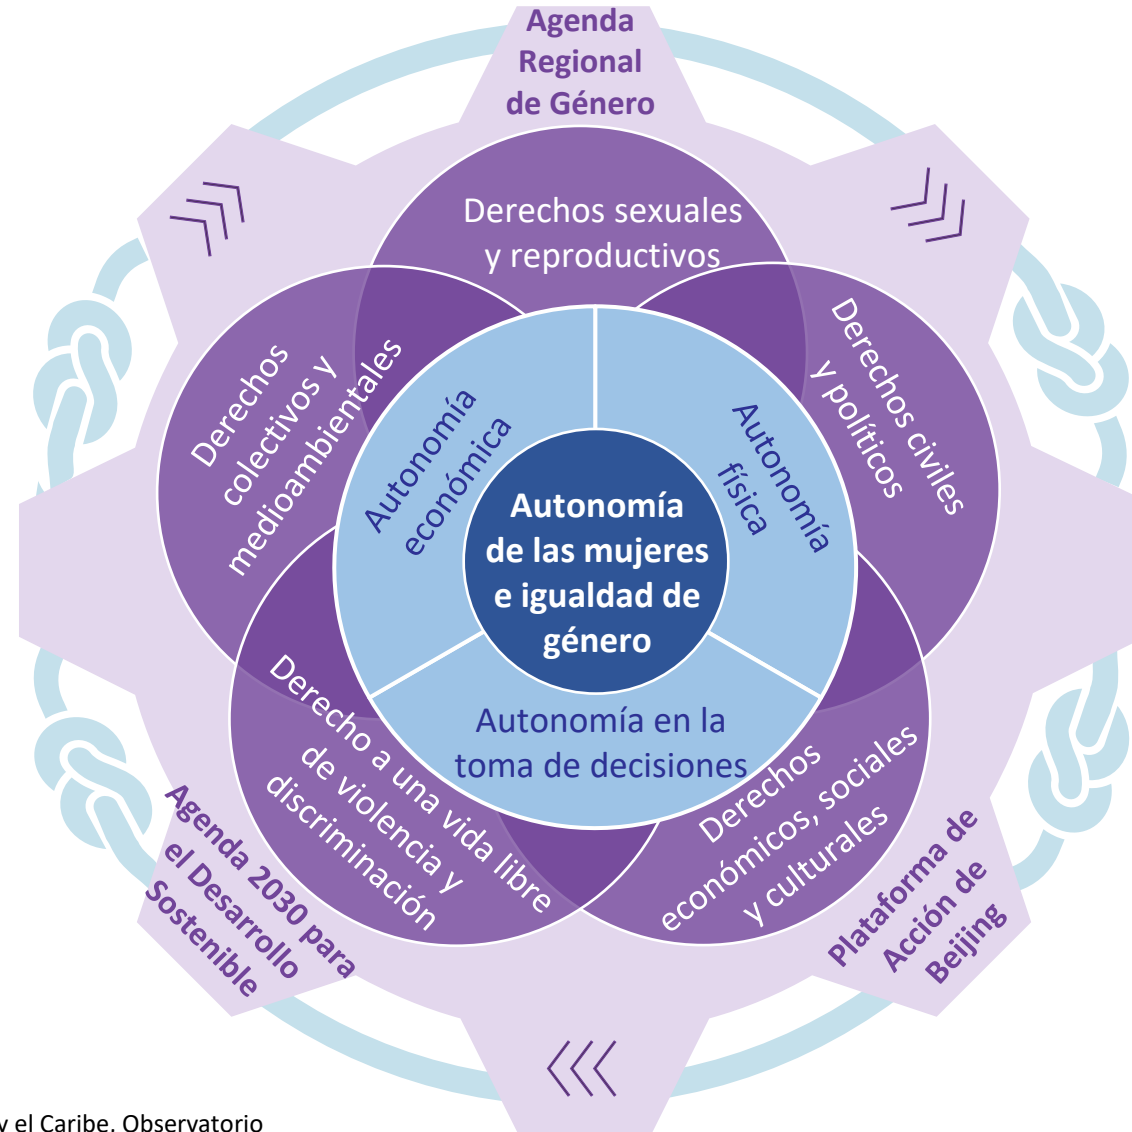 Agenda
Regional
de Género
Derechos sexuales
y reproductivos
Derechos
colectivos y
medioambientales
Derechos civiles
y políticos
Autonomía
económica
Autonomía
física
Autonomía
de las mujeres
e igualdad de
género
Autonomía en la
toma de decisiones
Derecho a una vida libre
de violencia y
discriminación
Derechos
económicos, sociales
y culturales
Agenda 2030 para
el Desarrollo
Sostenible
Plataforma de
Acción de
Beijing
y el Caribe. Observatorio